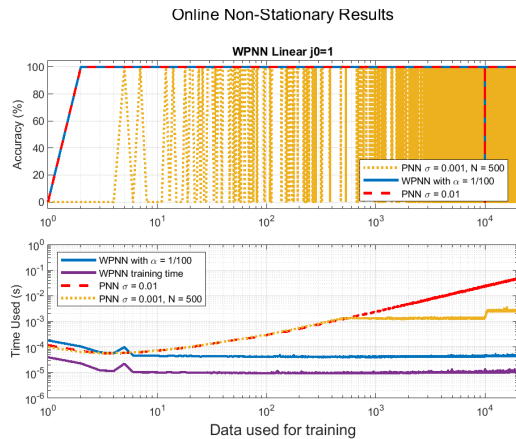 Online Non-Stationary Results
WPNN Linear j0=1
Accuracy (%)
100
80
60
40
20
0
PNN σ = 0.001, N = 500
WPNN with α = 1/100
PNN σ = 0.01
10^0
10^1
10^2
10^3
10^4
Time Used (s)
10^0
10^-1
10^-2
10^-3
10^-4
10^-5
10^-6
WPNN with α = 1/100
WPNN training time
PNN σ = 0.01
PNN σ = 0.001, N = 500
10^0
10^1
10^2
10^3
10^4
Data used for training